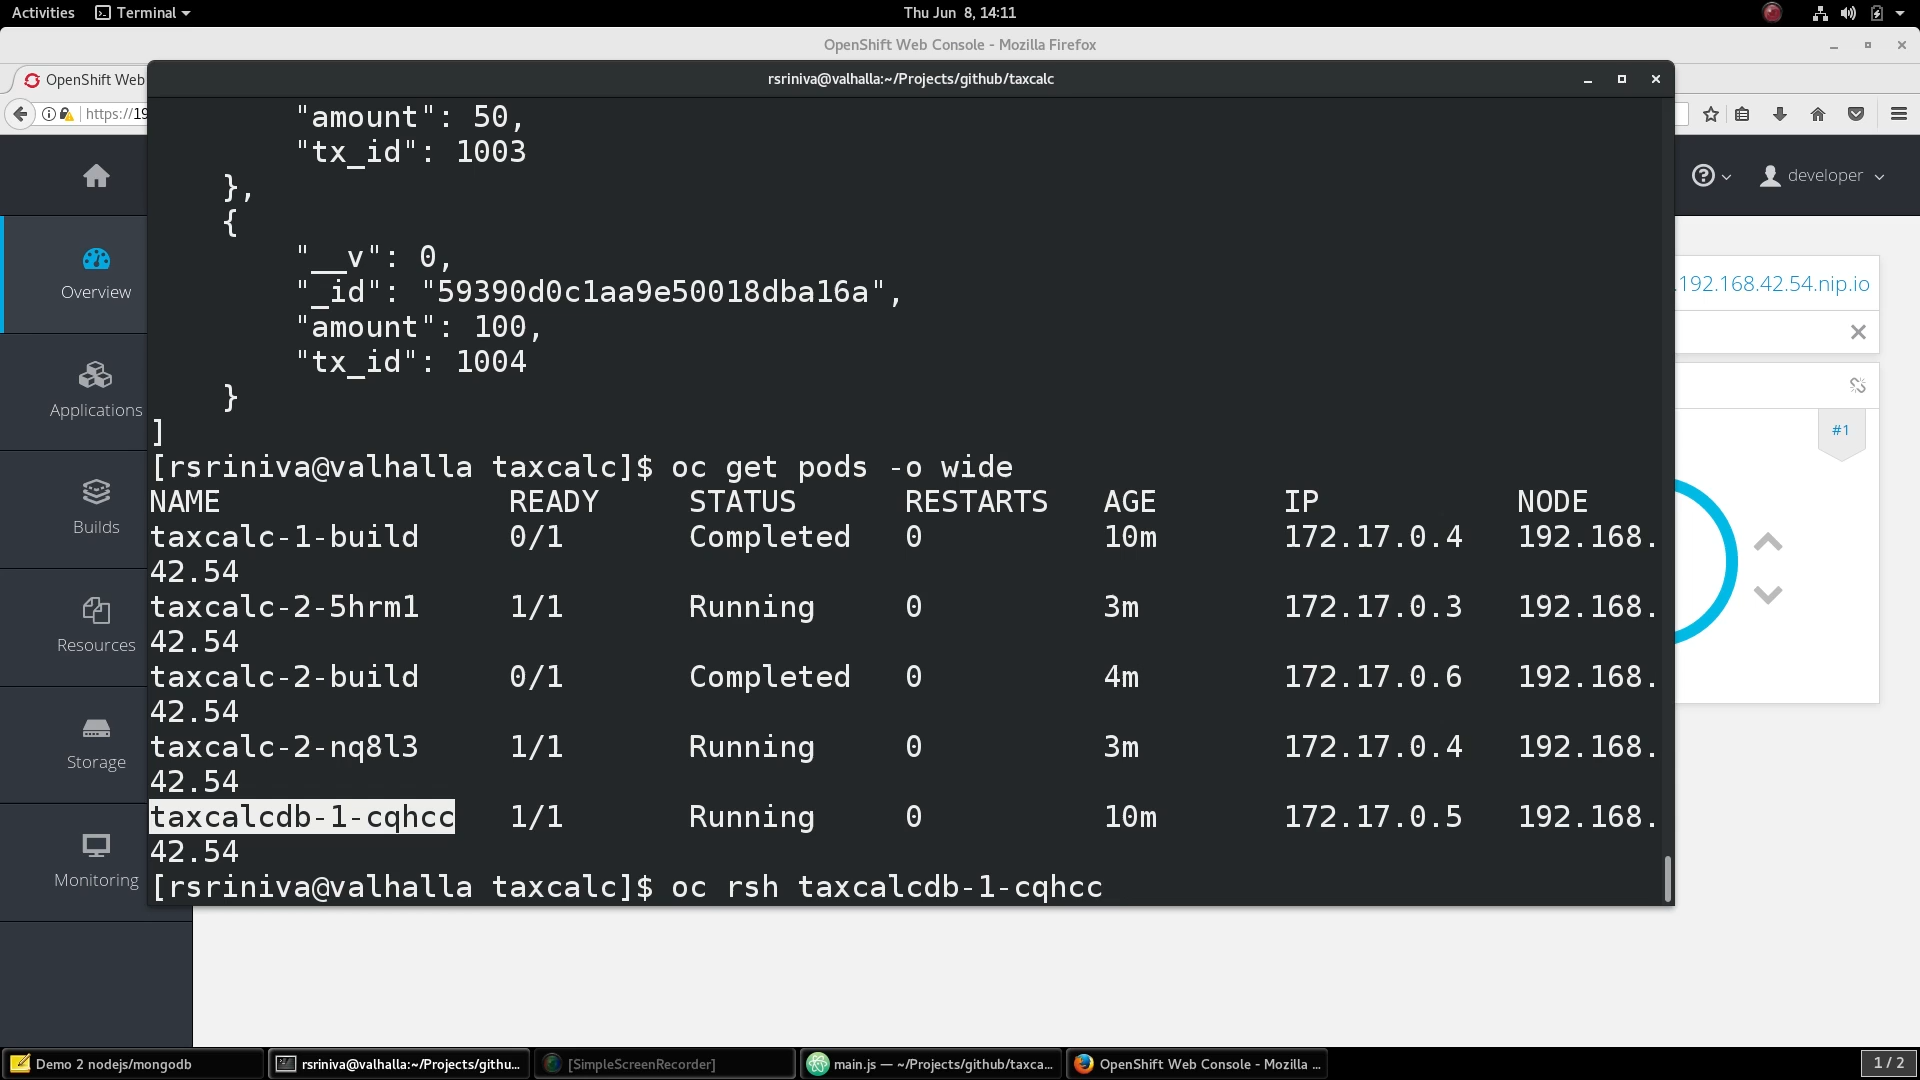 Activities Terminal Thu Jun 8, 14:11
OpenShift Web Console - Mozilla Firefox
OpenShift Web
rsriniva@valhalla:~/Projects/github/taxcalc
https://19
developer
Overview
Applications
Builds
Resources
Storage
Monitoring
"amount": 50,
"tx_id": 1003
},
{
"__v": 0,
"_id": "59390d0c1aa9e50018dba16a",
"amount": 100,
"tx_id": 1004
}
]
[rsriniva@valhalla taxcalc]$ oc get pods -o wide
NAME READY STATUS RESTARTS AGE IP NODE
taxcalc-1-build 0/1 Completed 0 10m 172.17.0.4 192.168.
42.54
taxcalc-2-5hrm1 1/1 Running 0 3m 172.17.0.3 192.168.
42.54
taxcalc-2-build 0/1 Completed 0 4m 172.17.0.6 192.168.
42.54
taxcalc-2-nq8l3 1/1 Running 0 3m 172.17.0.4 192.168.
42.54
taxcalcdb-1-cqhcc 1/1 Running 0 10m 172.17.0.5 192.168.
42.54
[rsriniva@valhalla taxcalc]$ oc rsh taxcalcdb-1-cqhcc
.192.168.42.54.nip.io
#1
Demo 2 nodejs/mongodb
rsriniva@valhalla:~/Projects/githu...
[SimpleScreenRecorder]
main.js — ~/Projects/github/taxca...
OpenShift Web Console - Mozilla ...
1 / 2